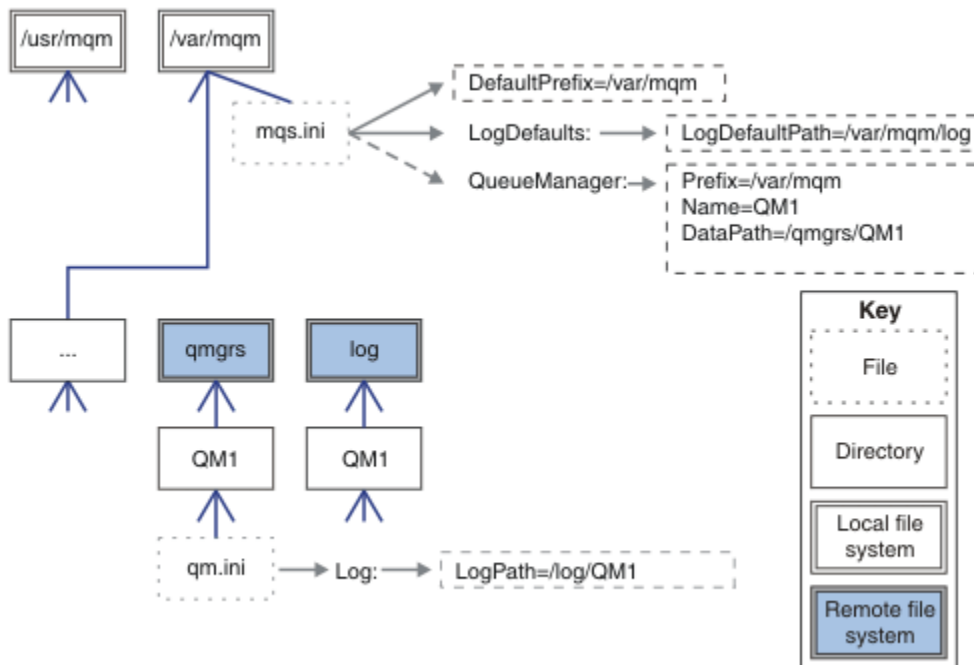 /usr/mqm
/var/mqm
mqs.ini
DefaultPrefix=/var/mqm
LogDefaults:
LogDefaultPath=/var/mqm/log
QueueManager:
Prefix=/var/mqm
Name=QM1
DataPath=/qmgrs/QM1
...
qmgrs
log
QM1
QM1
qm.ini
Log:
LogPath=/log/QM1
Key
File
Directory
Local file
system
Remote file
system